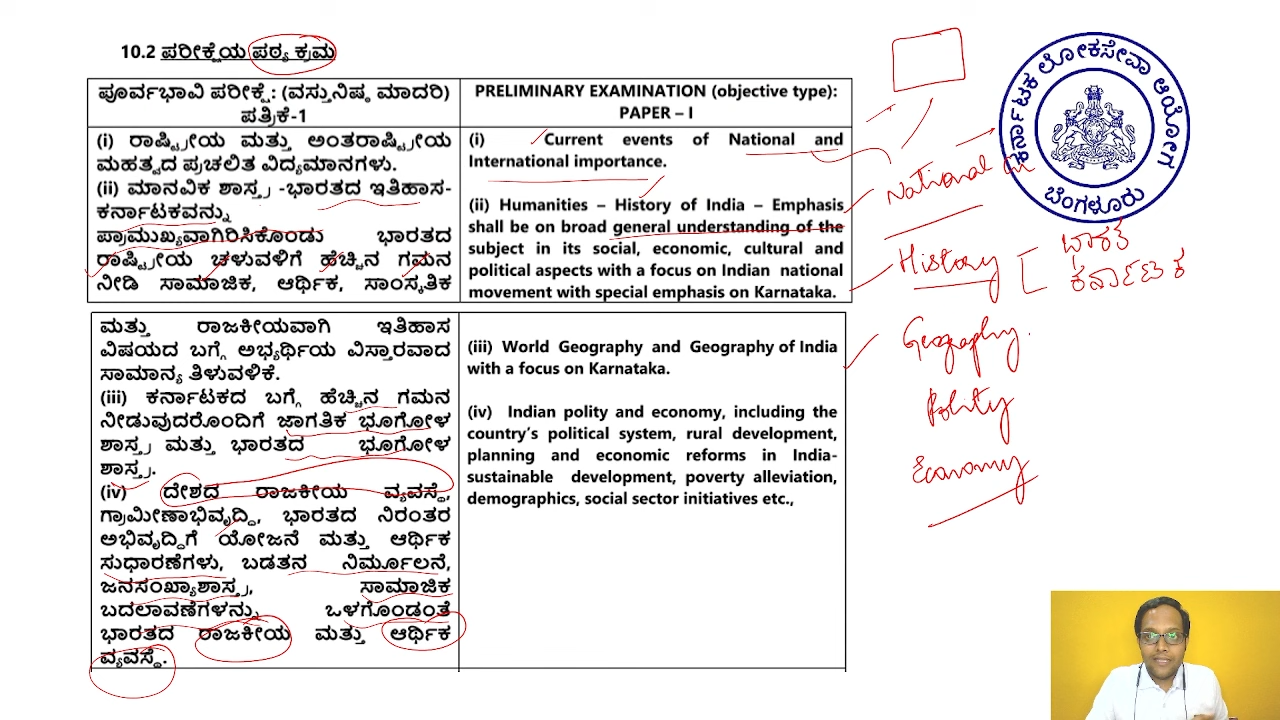 10.2 ಪರೀಕ್ಷೆಯ ಪಠ್ಯ ಕ್ರಮ
ಪೂರ್ವಭಾವಿ ಪರೀಕ್ಷೆ: (ವಸ್ತುನಿಷ್ಠ ಮಾದರಿ)
ಪತ್ರಿಕೆ-1
(i) ರಾಷ್ಟ್ರೀಯ ಮತ್ತು ಅಂತರಾಷ್ಟ್ರೀಯ
ಮಹತ್ವದ ಪ್ರಚಲಿತ ವಿದ್ಯಮಾನಗಳು.
(ii) ಮಾನವಿಕ ಶಾಸ್ತ್ರ -ಭಾರತದ ಇತಿಹಾಸ-
ಕರ್ನಾಟಕವನ್ನು
ಪ್ರಾಮುಖ್ಯವಾಗಿರಿಸಿಕೊಂಡು ಭಾರತದ
ರಾಷ್ಟ್ರೀಯ ಚಳುವಳಿಗೆ ಹೆಚ್ಚಿನ ಗಮನ
ನೀಡಿ ಸಾಮಾಜಿಕ, ಆರ್ಥಿಕ, ಸಾಂಸ್ಕತಿಕ
ಮತ್ತು ರಾಜಕೀಯವಾಗಿ ಇತಿಹಾಸ
ವಿಷಯದ ಬಗ್ಗೆ ಅಭ್ಯರ್ಥಿಯ ವಿಸ್ತಾರವಾದ
ಸಾಮಾನ್ಯ ತಿಳುವಳಿಕೆ.
(iii) ಕರ್ನಾಟಕದ ಬಗ್ಗೆ ಹೆಚ್ಚಿನ ಗಮನ
ನೀಡುವುದರೊಂದಿಗೆ ಜಾಗತಿಕ ಭೂಗೋಳ
ಶಾಸ್ತ್ರ ಮತ್ತು ಭಾರತದ ಭೂಗೋಳ
ಶಾಸ್ತ್ರ.
(iv) ದೇಶದ ರಾಜಕೀಯ ವ್ಯವಸ್ಥೆ,
ಗ್ರಾಮೀಣಾಭಿವೃದ್ಧಿ, ಭಾರತದ ನಿರಂತರ
ಅಭಿವೃದ್ಧಿಗೆ ಯೋಜನೆ ಮತ್ತು ಆರ್ಥಿಕ
ಸುಧಾರಣೆಗಳು, ಬಡತನ ನಿರ್ಮೂಲನೆ,
ಜನಸಂಖ್ಯಾಶಾಸ್ತ್ರ, ಸಾಮಾಜಿಕ
ಬದಲಾವಣೆಗಳನ್ನು ಒಳಗೊಂಡಂತೆ
ಭಾರತದ ರಾಜಕೀಯ ಮತ್ತು ಆರ್ಥಿಕ
ವ್ಯವಸ್ಥೆ.
PRELIMINARY EXAMINATION (objective type):
PAPER – I
(i) Current events of National and
International importance.
(ii) Humanities – History of India – Emphasis
shall be on broad general understanding of the
subject in its social, economic, cultural and
political aspects with a focus on Indian national
movement with special emphasis on Karnataka.
(iii) World Geography and Geography of India
with a focus on Karnataka.
(iv) Indian polity and economy, including the
country's political system, rural development,
planning and economic reforms in India-
sustainable development, poverty alleviation,
demographics, social sector initiatives etc.,
ಕರ್ನಾಟಕ ಲೋಕಸೇವಾ ಆಯೋಗ
ಬೆಂಗಳೂರು
National
History
ಭಾರತ
ಕರ್ನಾಟಕ
Geography
Polity
Economy